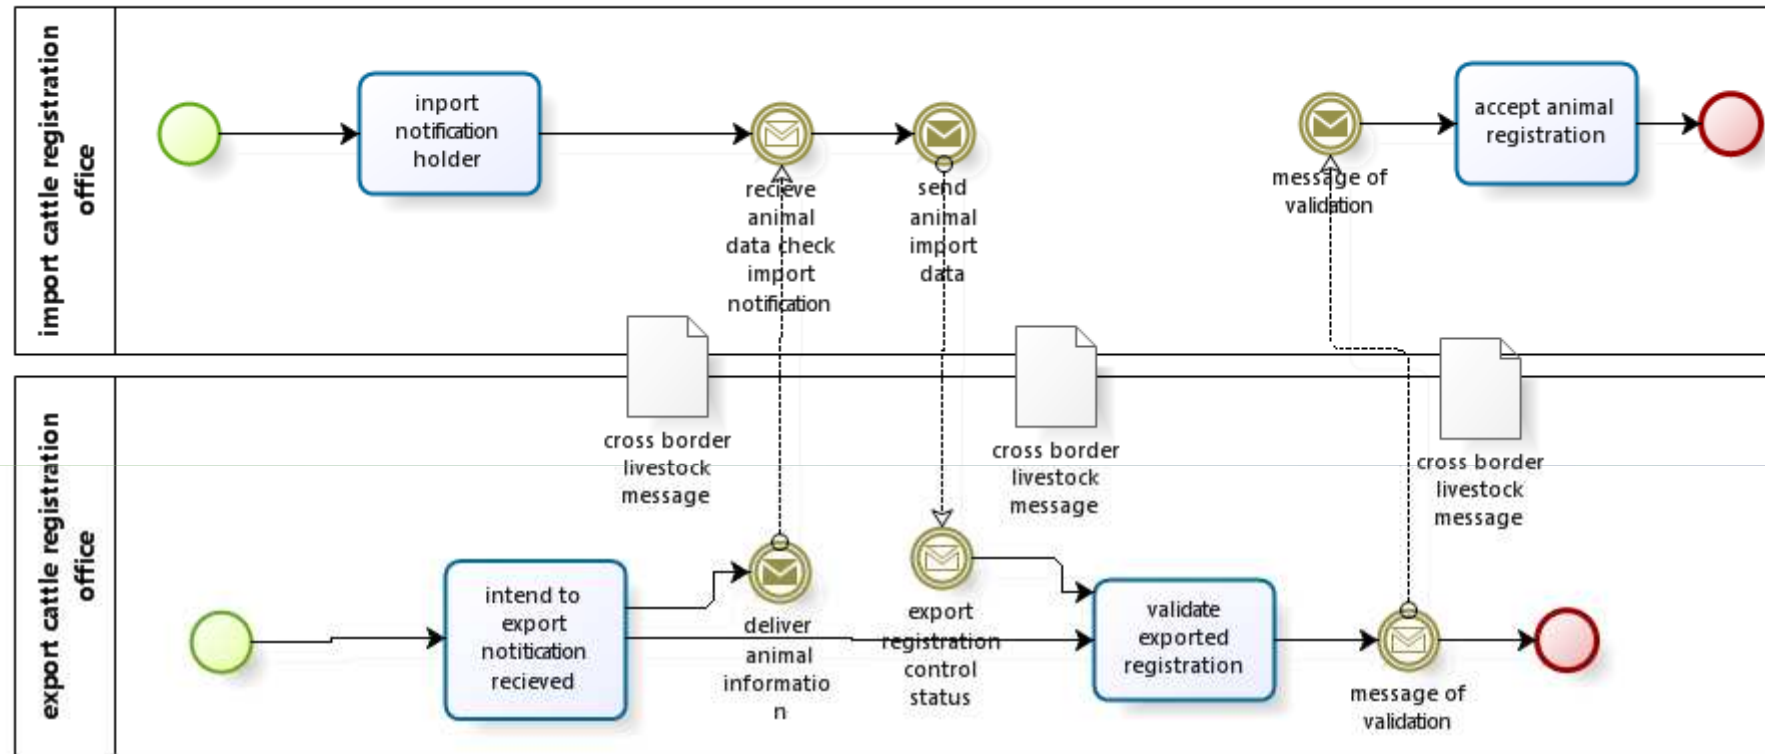 import cattle registration
office
inport
notification
holder
recieve
animal
data check
import
notification
send
animal
import
data
message of
validation
accept animal
registration
cross border
livestock
message
cross border
livestock
message
cross border
livestock
message
export cattle registration
office
intend to
export
notitication
recieved
deliver
animal
informatio
n
export
registration
control
status
validate
exported
registration
message of
validation